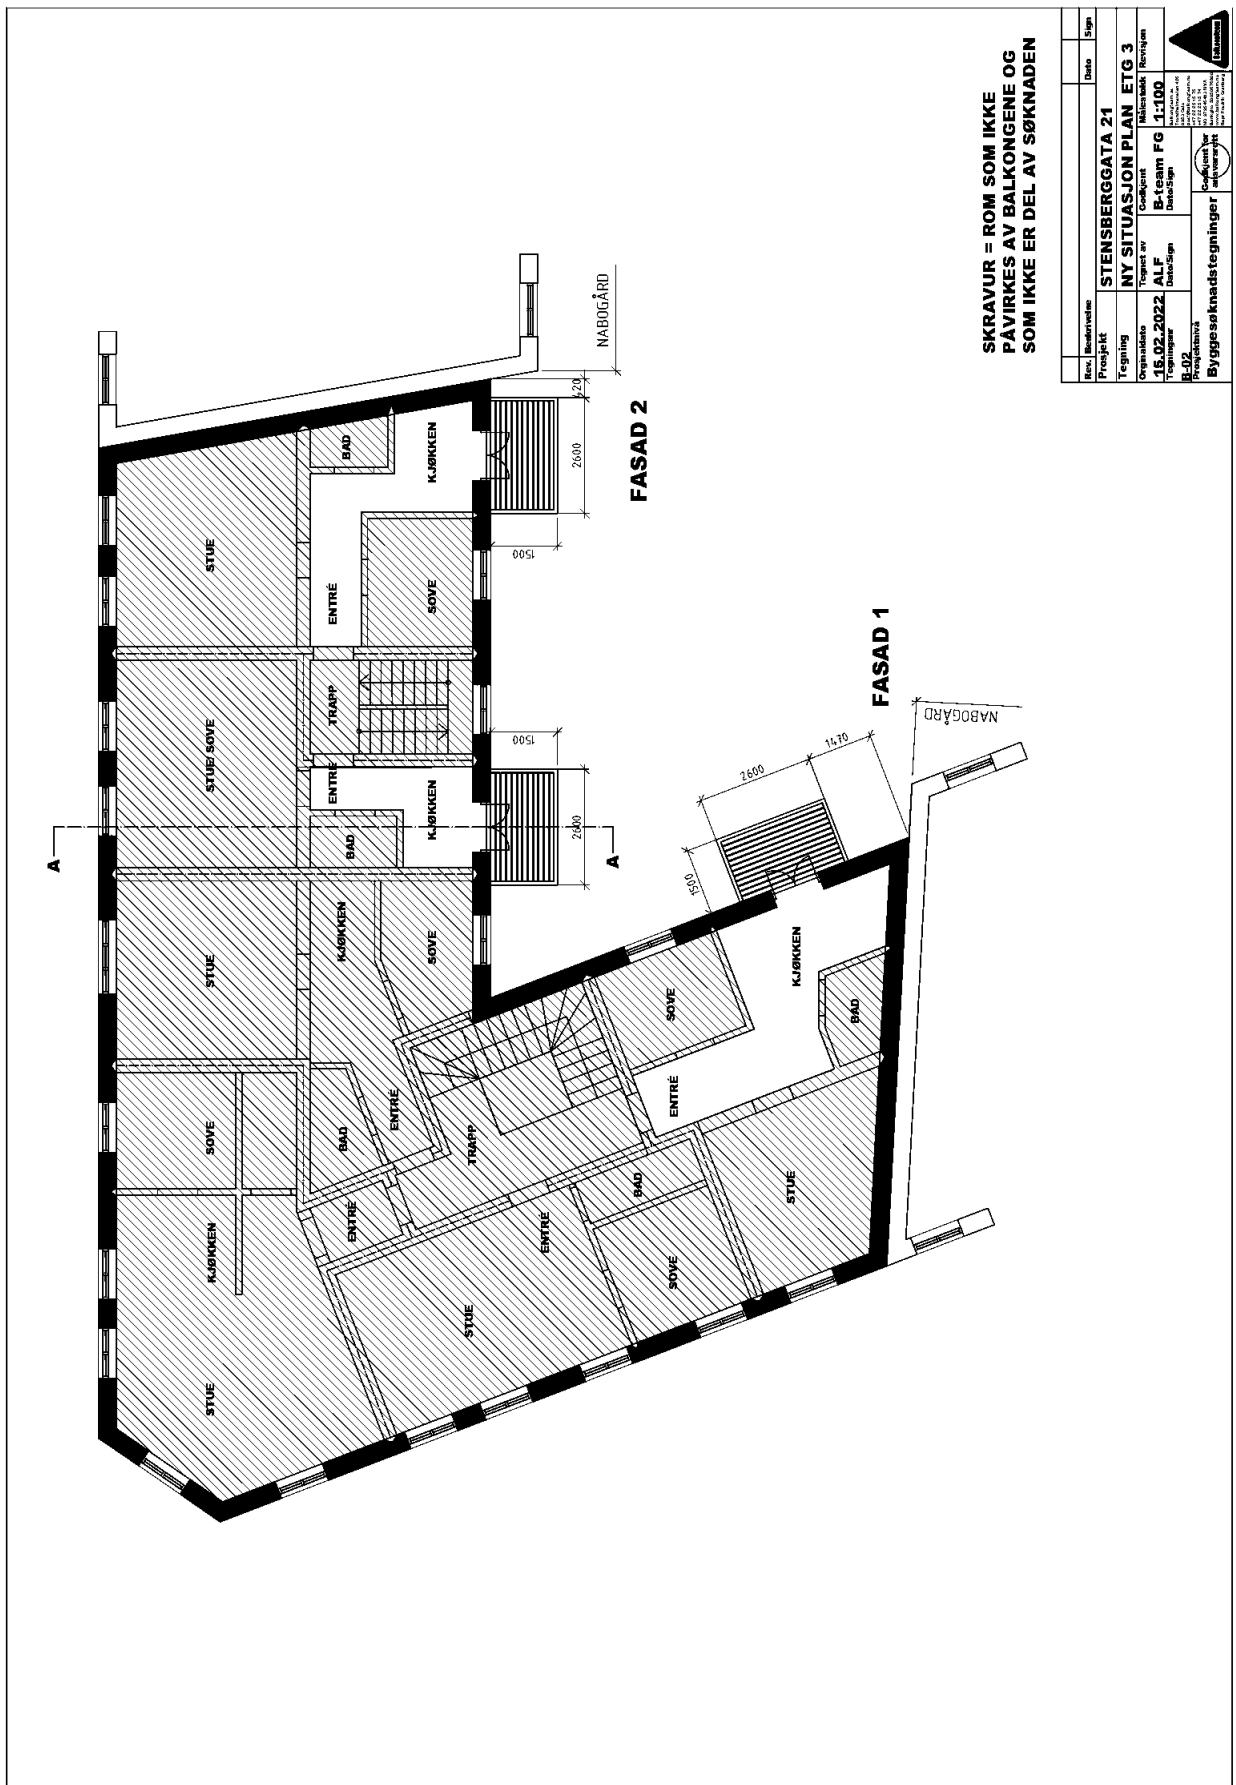 SKRAVUR = ROM SOM IKKE
PÅVIRKES AV BALKONGENE OG
SOM IKKE ER DEL AV SØKNADEN
NABOGÅRD
420
2600
FASAD 2
1500
1500
2600
A
A
FASAD 1
NABOGÅRD
2600
1470
1500
STUE
BAD
KJØKKEN
ENTRÉ
SOVE
STUE/SOVE
TRAPP
ENTRÉ
BAD
KJØKKEN
STUE
KJØKKEN
SOVE
SOVE
BAD
ENTRÉ
KJØKKEN
ENTRÉ
STUE
TRAPP
STUE
ENTRÉ
BAD
SOVE
SOVE
KJØKKEN
BAD
ENTRÉ
STUE
Rev. Beskrivelse Dato Sign
Prosjekt STENSBERGGATA 21
Tegning NY SITUASJON PLAN ETG 3
Orginaldato Tegnet av Godkjent Målestokk Revisjon
15.02.2022 ALF B-team FG 1:100
Tegningsnr Dato/Sign Dato/Sign
B-02
Prosjektnivå
Byggesøknadstegninger
Godkjent for
ansvarsrett